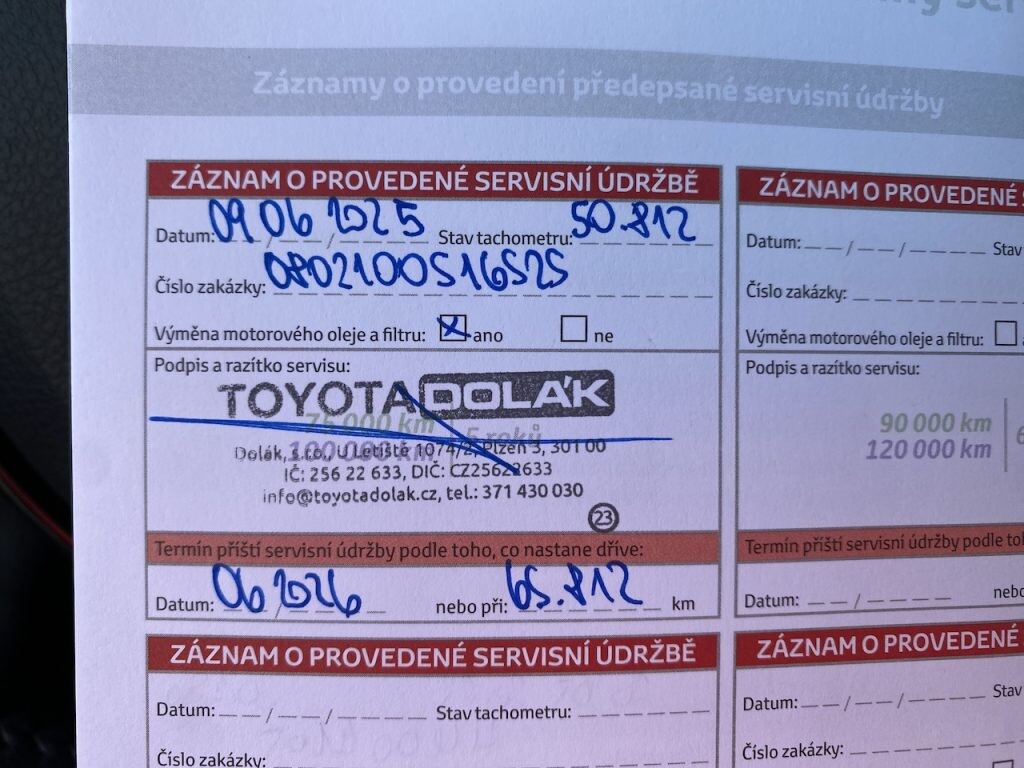 Záznamy o provedení předepsané servisní údržby
ZÁZNAM O PROVEDENÉ SERVISNÍ ÚDRŽBĚ
Datum: 09/06/2025 Stav tachometru: 50.812
Číslo zakázky: 0802100516525
Výměna motorového oleje a filtru: ano ne
Podpis a razítko servisu:
TOYOTA DOLÁK
75 000 km
100 000 km 5 roků
Dolák, s.r.o., U Letiště 1074/2, Plzeň 3, 301 00
IČ: 256 22 633, DIČ: CZ25622633
info@toyotadolak.cz, tel.: 371 430 030
23
Termín příští servisní údržby podle toho, co nastane dříve:
Datum: 06/2026 nebo při: 65.812 km
ZÁZNAM O PROVEDENÉ
Datum: / / Stav
Číslo zakázky:
Výměna motorového oleje a filtru:
Podpis a razítko servisu:
90 000 km
120 000 km 6
Termín příští servisní údržby podle
Datum: /
ZÁZNAM O PROVEDENÉ SERVISNÍ ÚDRŽBĚ
Datum: / / Stav tachometru:
Číslo zakázky:
ZÁZNAM O PROVEDENÉ
Datum: / / Stav
Číslo zakázky: